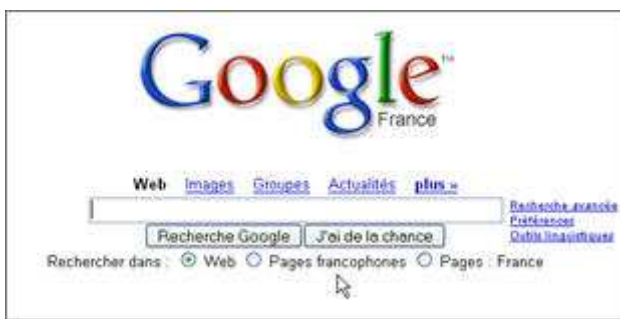 Google™
France
Web Images Groupes Actualités plus »
Recherche avancée
Préférences
Outils linguistiques
Recherche Google J'ai de la chance
Rechercher dans : Web Pages francophones Pages : France